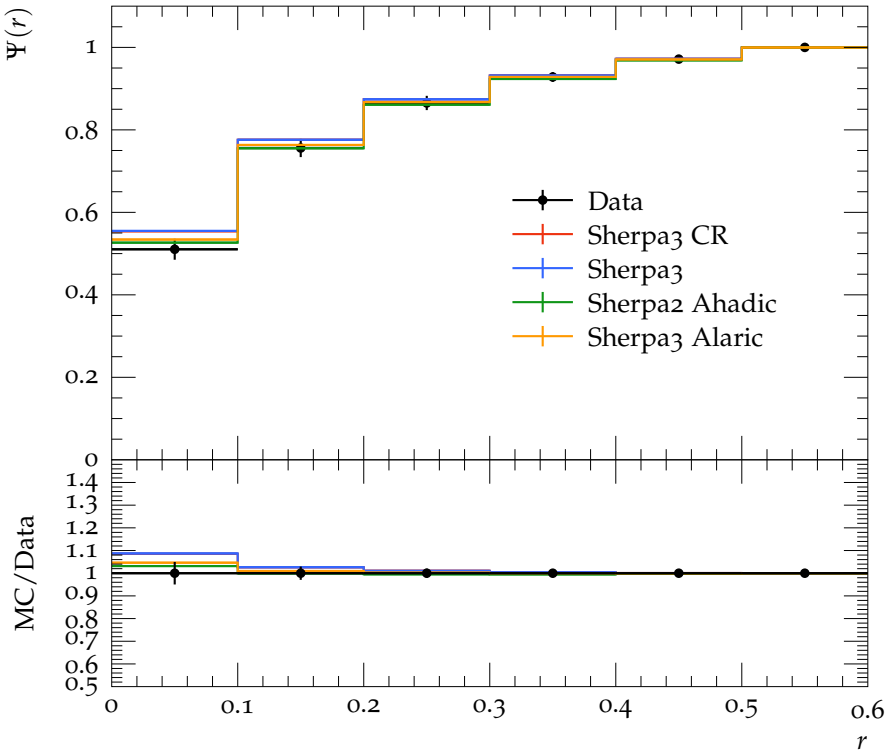 Ψ(r)
1
0.8
0.6
0.4
0.2
0
Data
Sherpa3 CR
Sherpa3
Sherpa2 Ahadic
Sherpa3 Alaric
MC/Data
1.4
1.3
1.2
1.1
1
0.9
0.8
0.7
0.6
0.5
0 0.1 0.2 0.3 0.4 0.5 0.6
r